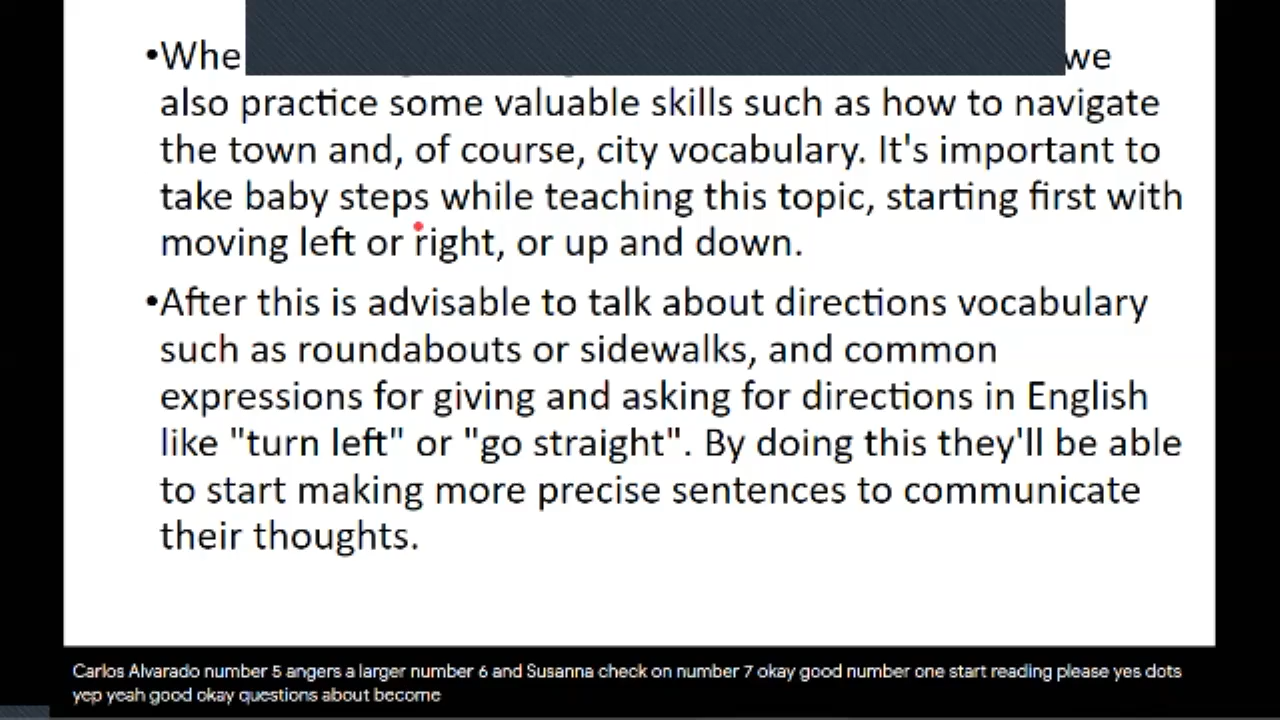 •Whe we
also practice some valuable skills such as how to navigate
the town and, of course, city vocabulary. It's important to
take baby steps while teaching this topic, starting first with
moving left or right, or up and down.
•After this is advisable to talk about directions vocabulary
such as roundabouts or sidewalks, and common
expressions for giving and asking for directions in English
like "turn left" or "go straight". By doing this they'll be able
to start making more precise sentences to communicate
their thoughts.
Carlos Alvarado number 5 angers a larger number 6 and Susanna check on number 7 okay good number one start reading please yes dots
yep yeah good okay questions about become